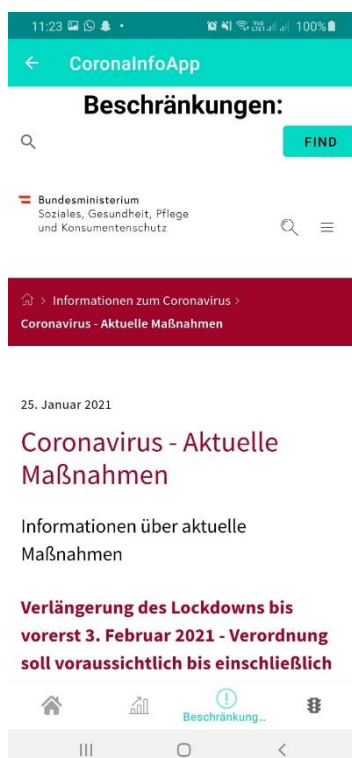 11:23 100%
CoronaInfoApp
Beschränkungen:
FIND
Bundesministerium
Soziales, Gesundheit, Pflege
und Konsumentenschutz
> Informationen zum Coronavirus >
Coronavirus - Aktuelle Maßnahmen
25. Januar 2021
Coronavirus - Aktuelle
Maßnahmen
Informationen über aktuelle
Maßnahmen
Verlängerung des Lockdowns bis
vorerst 3. Februar 2021 - Verordnung
soll voraussichtlich bis einschließlich
Beschränkung...